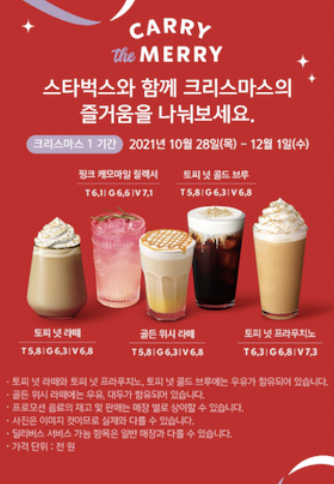 CARRY
the MERRY
스타벅스와 함께 크리스마스의
즐거움을 나눠보세요.
크리스마스 1 기간 2021년 10월 28일(목) - 12월 1일(수)
핑크 캐모마일 릴렉서
T 6,1 | G 6,6 | V 7,1
토피 넛 콜드 브루
T 5,8 | G 6,3 | V 6,8
토피 넛 라떼
T 5,8 | G 6,3 | V 6,8
골든 위시 라떼
T 5,8 | G 6,3 | V 6,8
토피 넛 프라푸치노
T 6,3 | G 6,8 | V 7,3
· 토피 넛 라떼와 토피 넛 프라푸치노, 토피 넛 콜드 브루에는 우유가 함유되어 있습니다.
· 골든 위시 라떼에는 우유, 대두가 함유되어 있습니다.
· 프로모션 음료의 재고 및 판매는 매장 별로 상이할 수 있습니다.
· 사진은 이미지 컷이므로 실제와 다를 수 있습니다.
· 딜리버스 서비스 가능 항목은 일반 매장과 다를 수 있습니다.
· 가격 단위 : 천 원